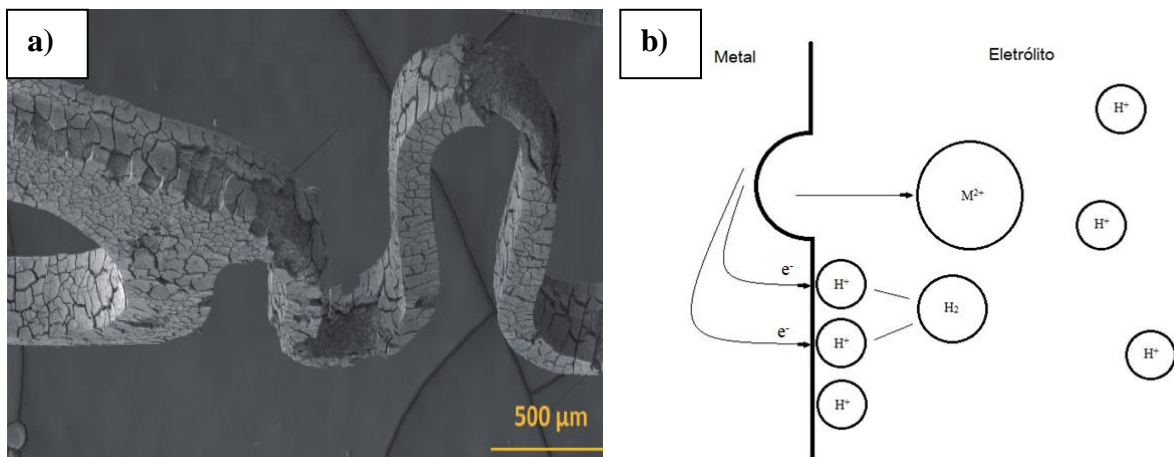 a)
500 µm
b)
Metal
Eletrólito
H⁺
M²⁺
H⁺
e⁻
H⁺
H₂
e⁻
H⁺
H⁺
H⁺